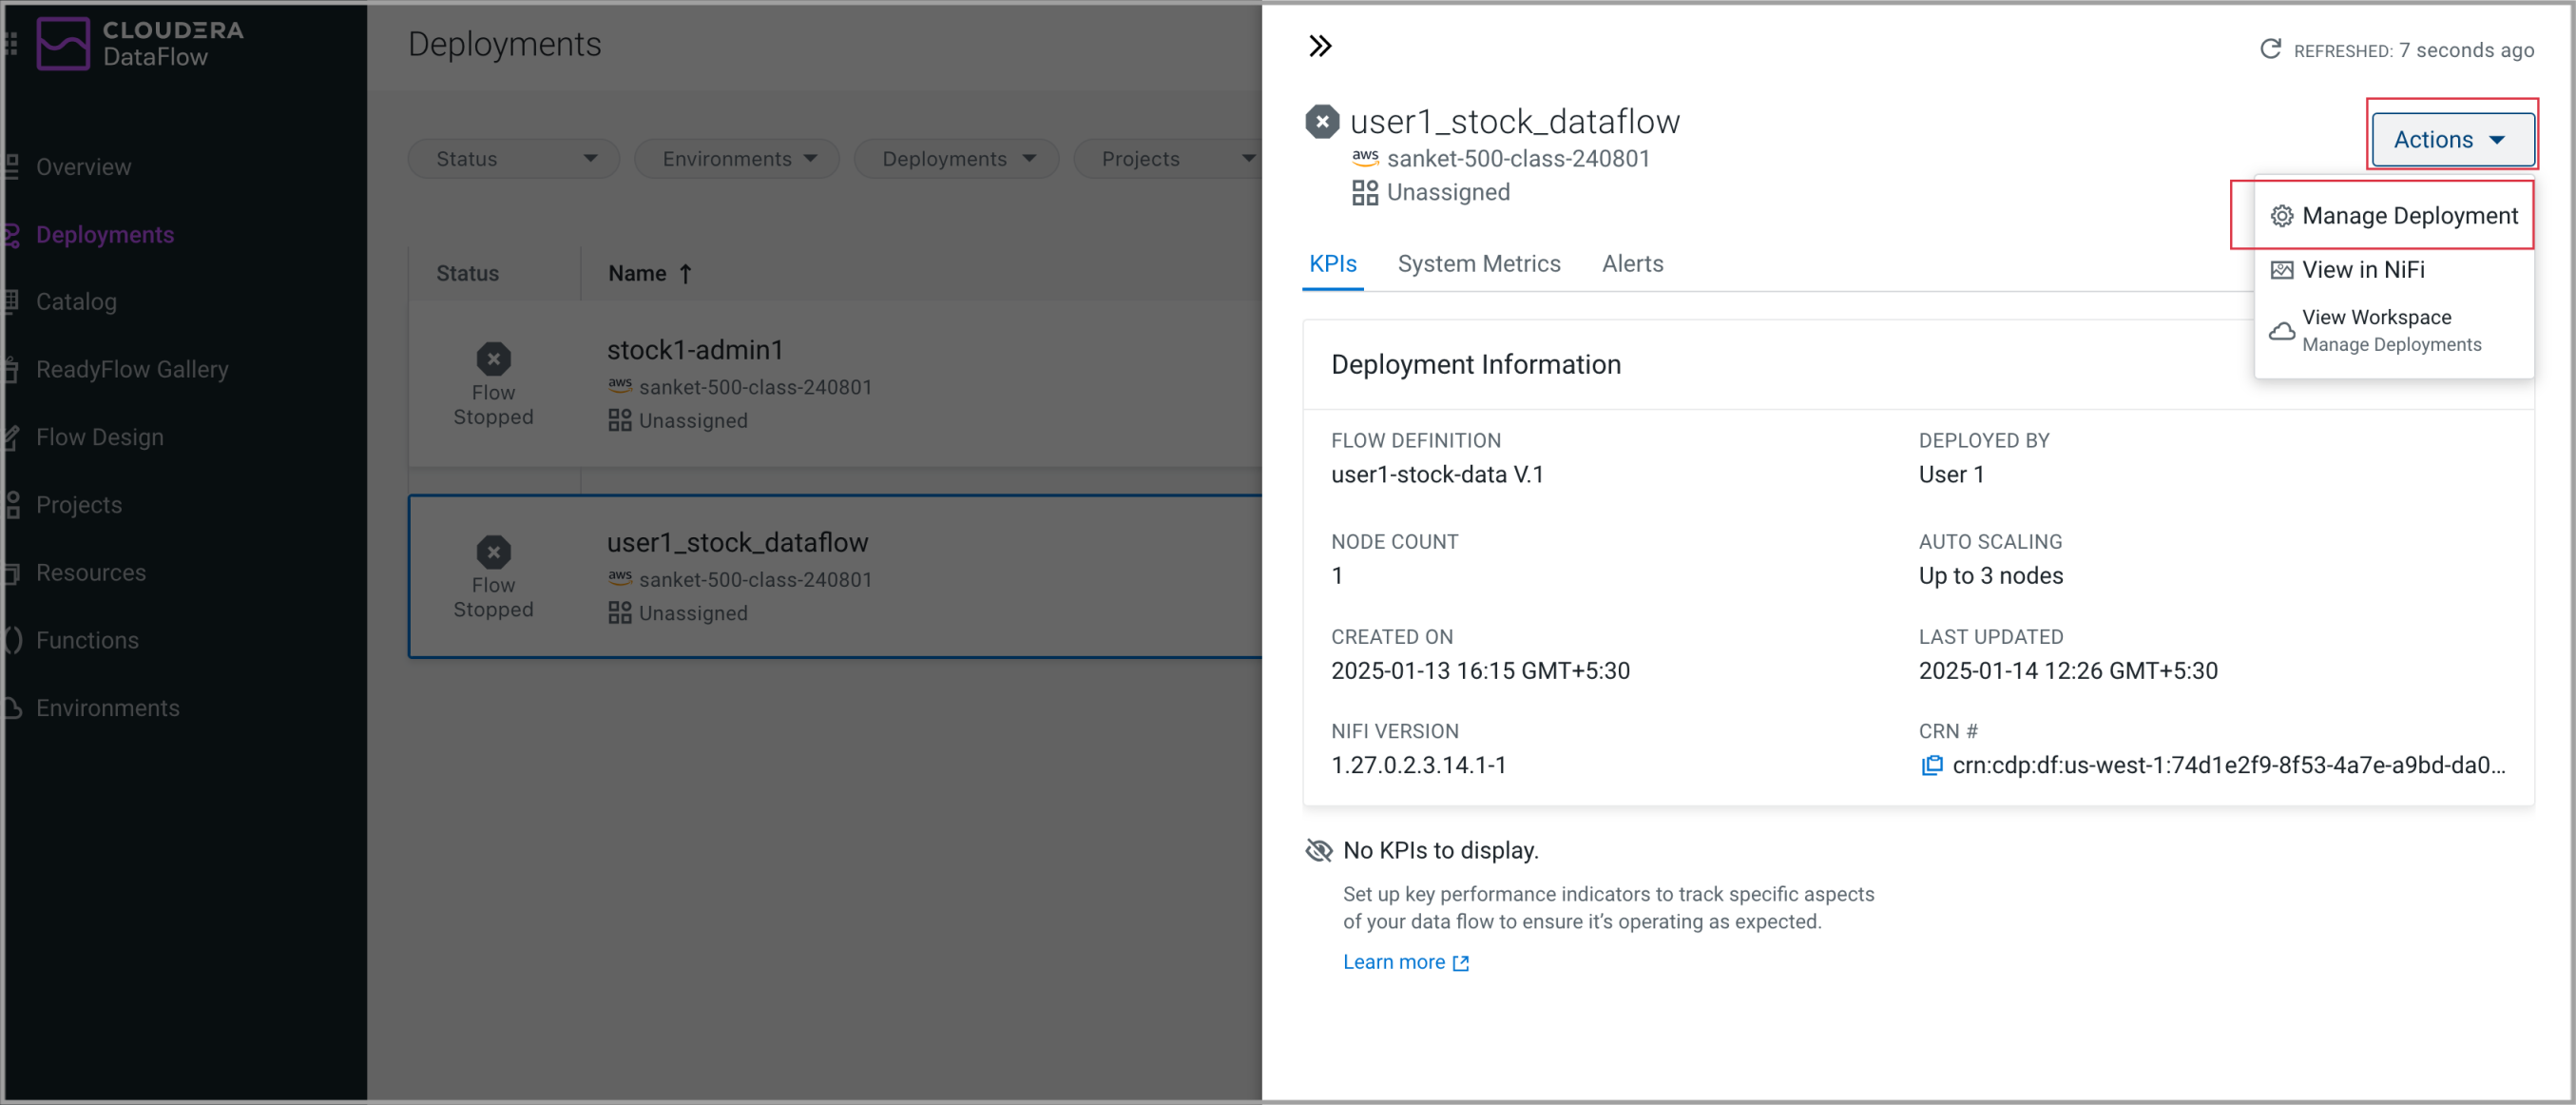 CLOUDERA
DataFlow
Overview
Deployments
Catalog
ReadyFlow Gallery
Flow Design
Projects
Resources
Functions
Environments
Deployments
Status
Environments
Deployments
Projects
Status
Name ↑
Flow
Stopped
stock1-admin1
aws sanket-500-class-240801
Unassigned
Flow
Stopped
user1_stock_dataflow
aws sanket-500-class-240801
Unassigned
REFRESHED: 7 seconds ago
user1_stock_dataflow
aws sanket-500-class-240801
Unassigned
Actions
Manage Deployment
View in NiFi
View Workspace
Manage Deployments
KPIs
System Metrics
Alerts
Deployment Information
FLOW DEFINITION
user1-stock-data V.1
DEPLOYED BY
User 1
NODE COUNT
1
AUTO SCALING
Up to 3 nodes
CREATED ON
2025-01-13 16:15 GMT+5:30
LAST UPDATED
2025-01-14 12:26 GMT+5:30
NIFI VERSION
1.27.0.2.3.14.1-1
CRN #
crn:cdp:df:us-west-1:74d1e2f9-8f53-4a7e-a9bd-da0...
No KPIs to display.
Set up key performance indicators to track specific aspects
of your data flow to ensure it's operating as expected.
Learn more